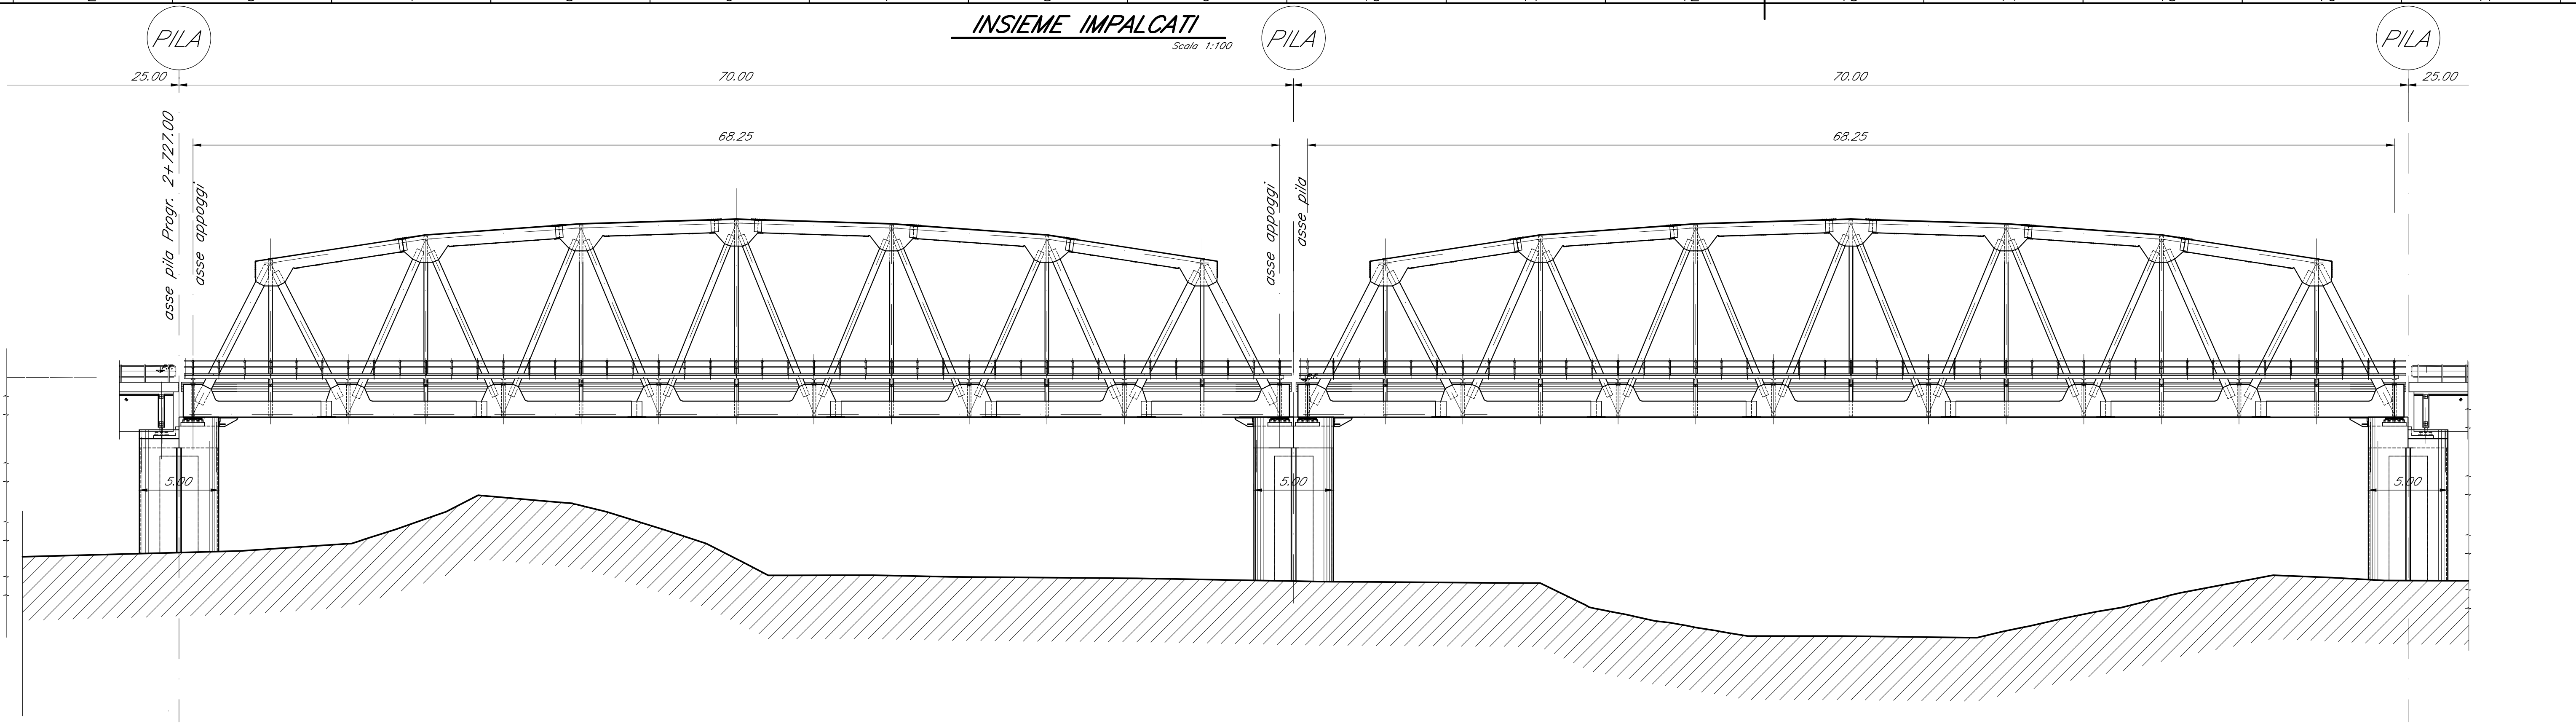 INSIEME IMPALCATI
Scala 1:100
PILA
PILA
PILA
25.00
70.00
70.00
25.00
68.25
68.25
asse pila Progr. 2+727.00
asse appoggi
asse appoggi
asse pila
5.00
5.00
5.00